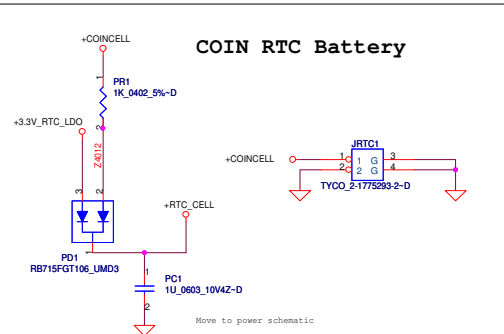 +COINCELL
COIN RTC Battery
1
PR1
1K_0402_5%~D
2
+3.3V_RTC_LDO
Z4012
3
2
+RTC_CELL
1
PD1
RB715FGT106_UMD3
1
PC1
1U_0603_10V4Z~D
2
JRTC1
+COINCELL
1
1
G
3
2
2
G
4
TYCO_2-1775293-2~D
Move to power schematic